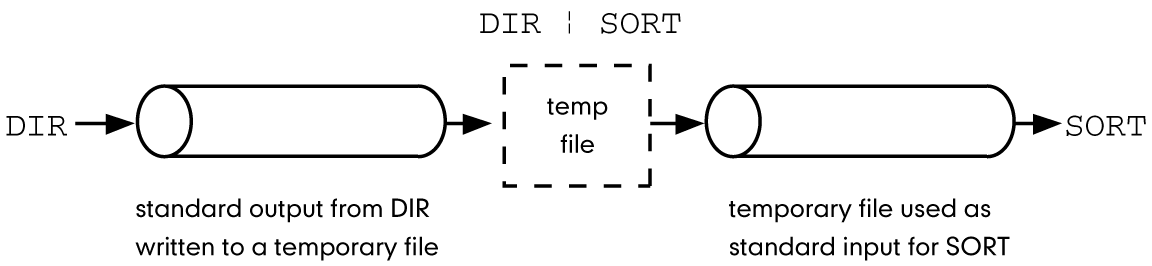 DIR ¦ SORT
DIR
temp
file
SORT
standard output from DIR
written to a temporary file
temporary file used as
standard input for SORT